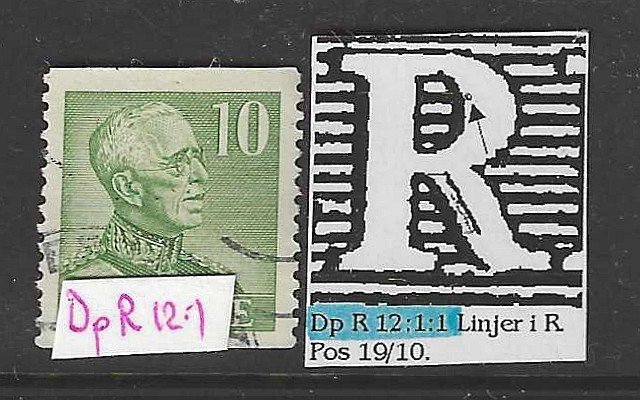 10
E
DpR 12:1
R
Dp R 12:1:1 Linjer i R.
Pos 19/10.